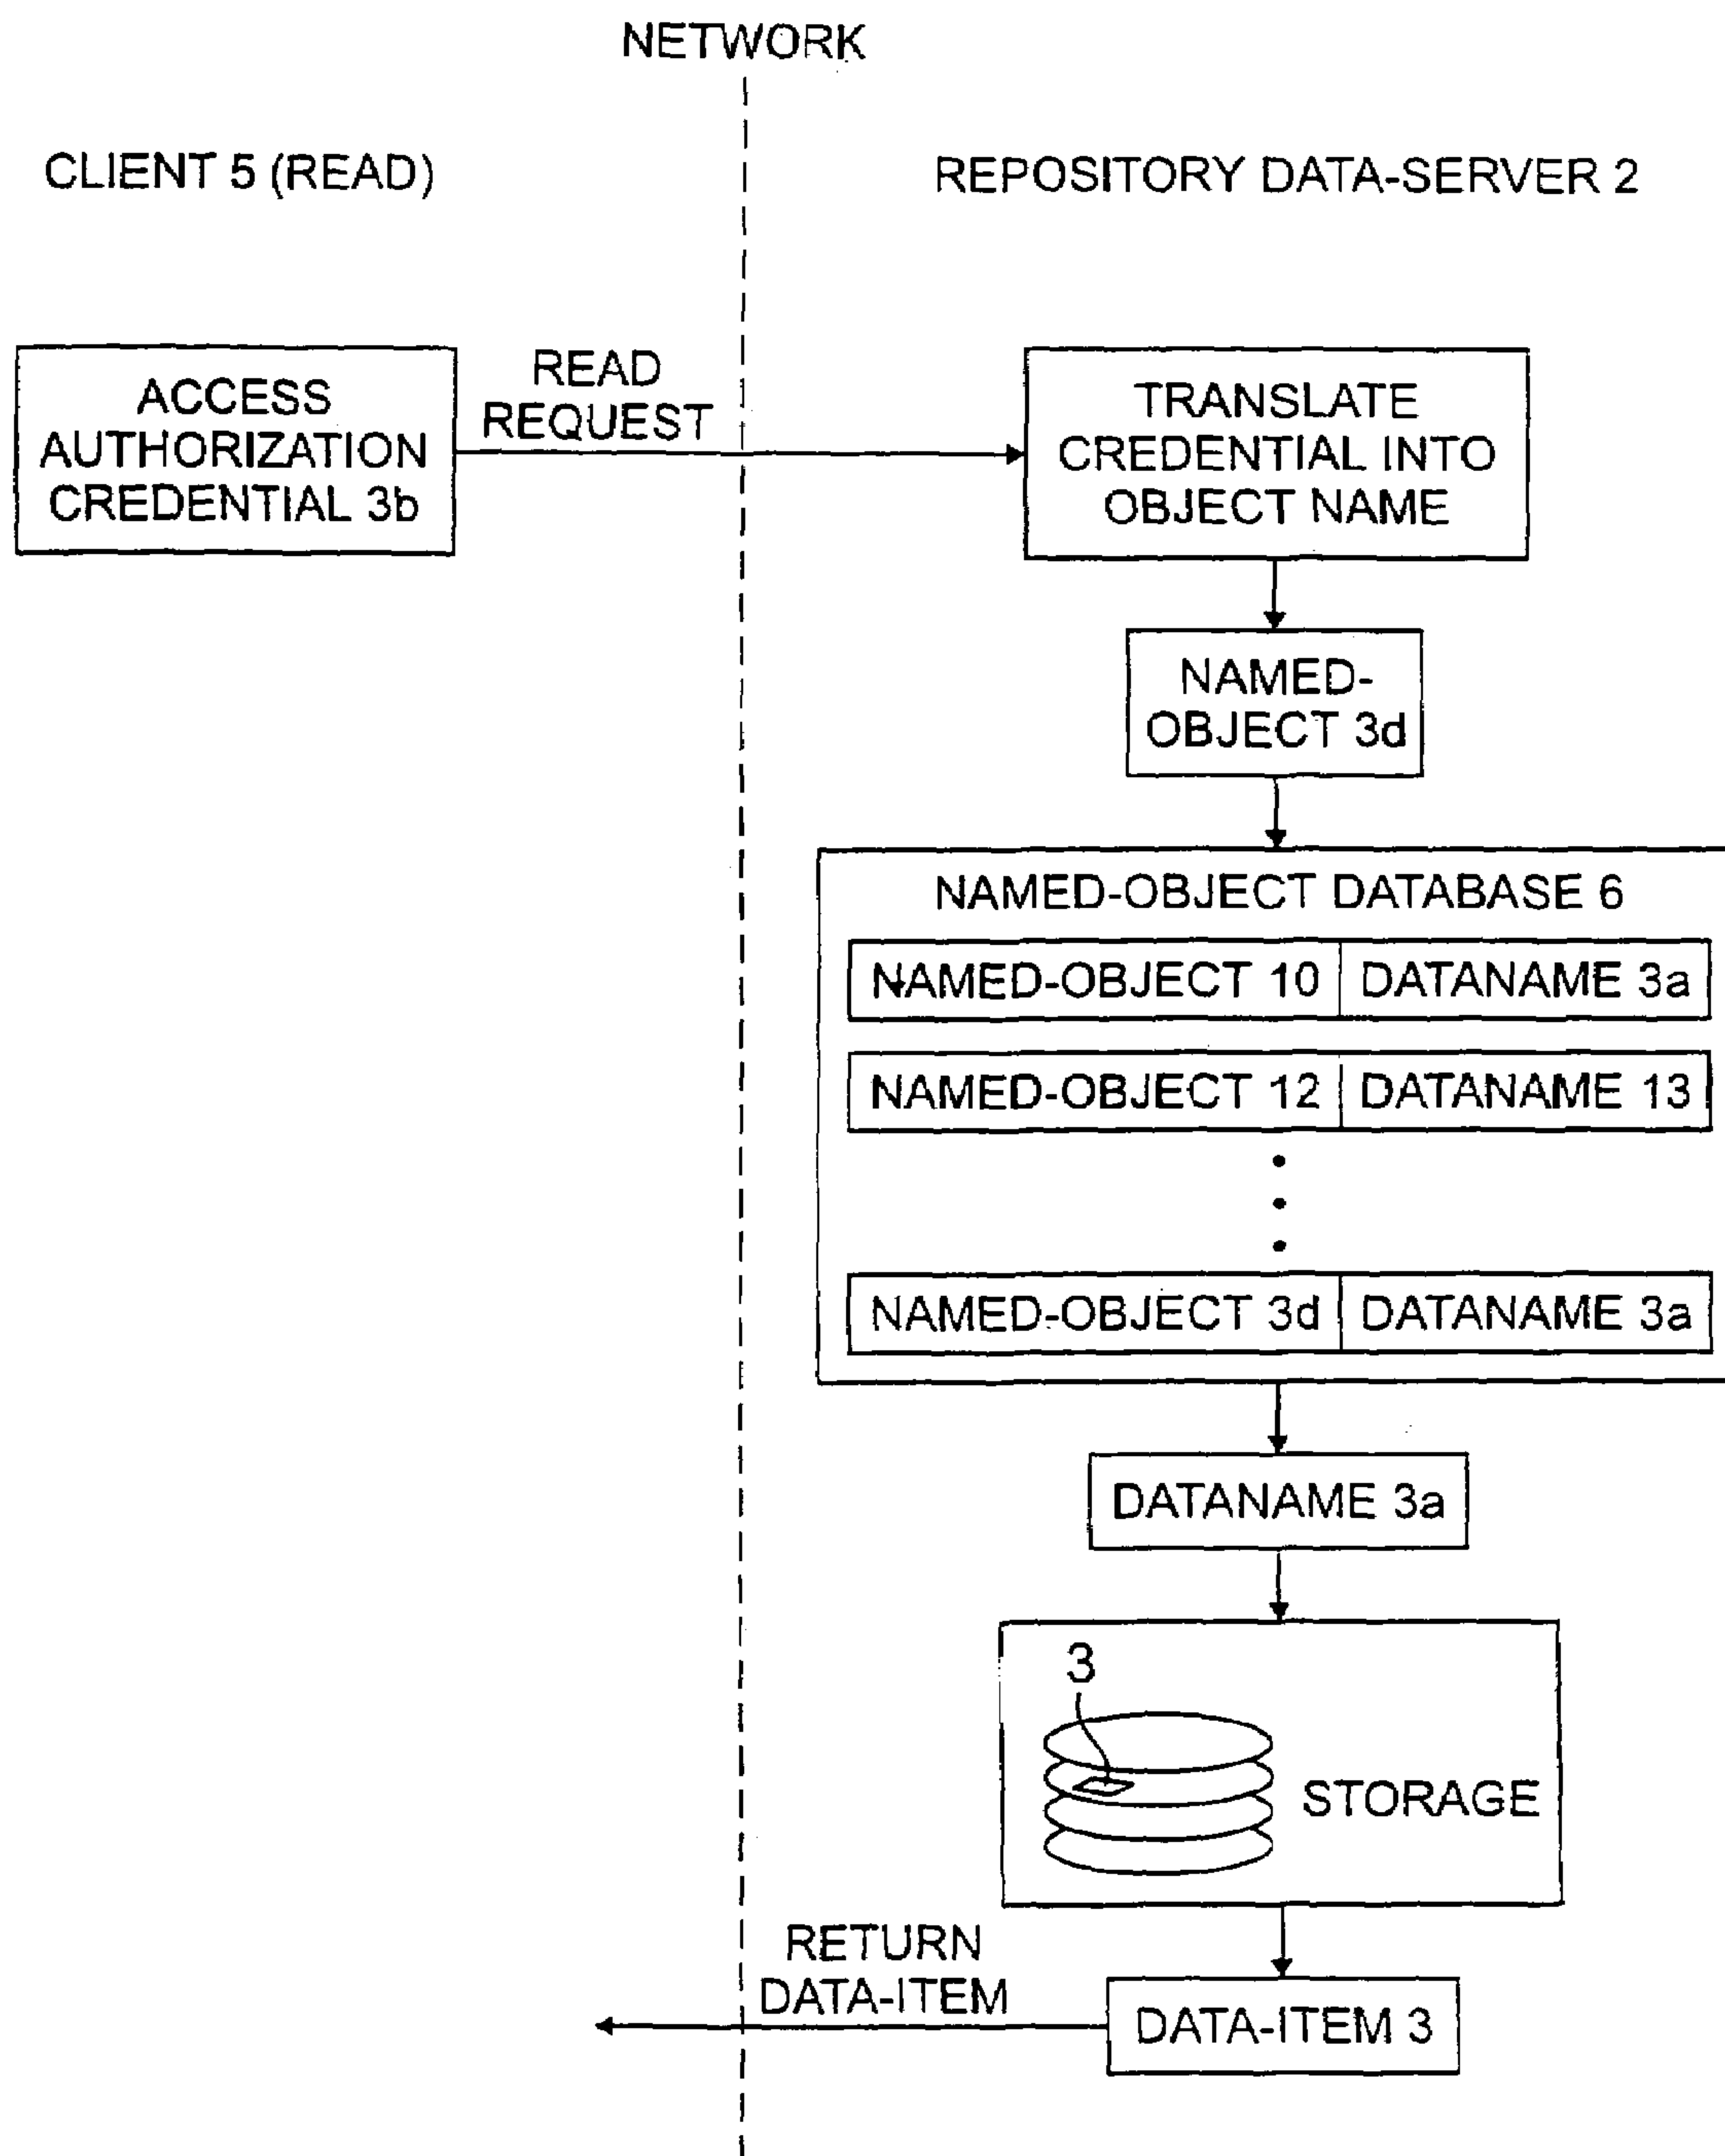 NETWORK
CLIENT 5 (READ)
REPOSITORY DATA-SERVER 2
ACCESS
AUTHORIZATION
CREDENTIAL 3b
READ
REQUEST
TRANSLATE
CREDENTIAL INTO
OBJECT NAME
NAMED-
OBJECT 3d
NAMED-OBJECT DATABASE 6
NAMED-OBJECT 10 DATANAME 3a
NAMED-OBJECT 12 DATANAME 13
NAMED-OBJECT 3d DATANAME 3a
DATANAME 3a
3
STORAGE
RETURN
DATA-ITEM
DATA-ITEM 3